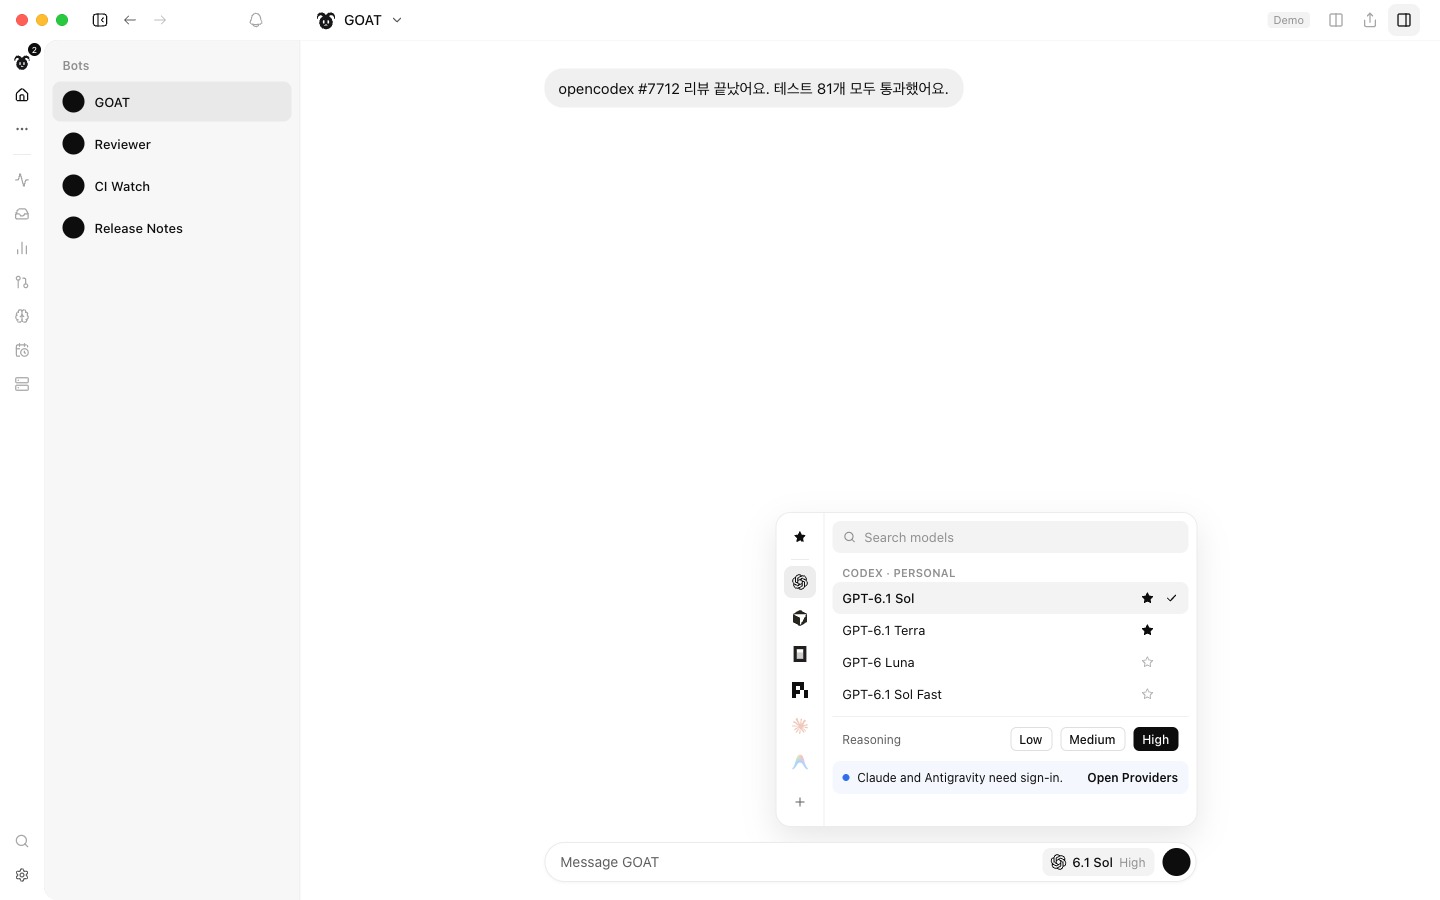 GOAT
Demo
2
Bots
GOAT
Reviewer
CI Watch
Release Notes
opencodex #7712 리뷰 끝났어요. 테스트 81개 모두 통과했어요.
Search models
CODEX · PERSONAL
GPT-6.1 Sol
GPT-6.1 Terra
GPT-6 Luna
GPT-6.1 Sol Fast
Reasoning Low Medium High
Claude and Antigravity need sign-in. Open Providers
Message GOAT 6.1 Sol High